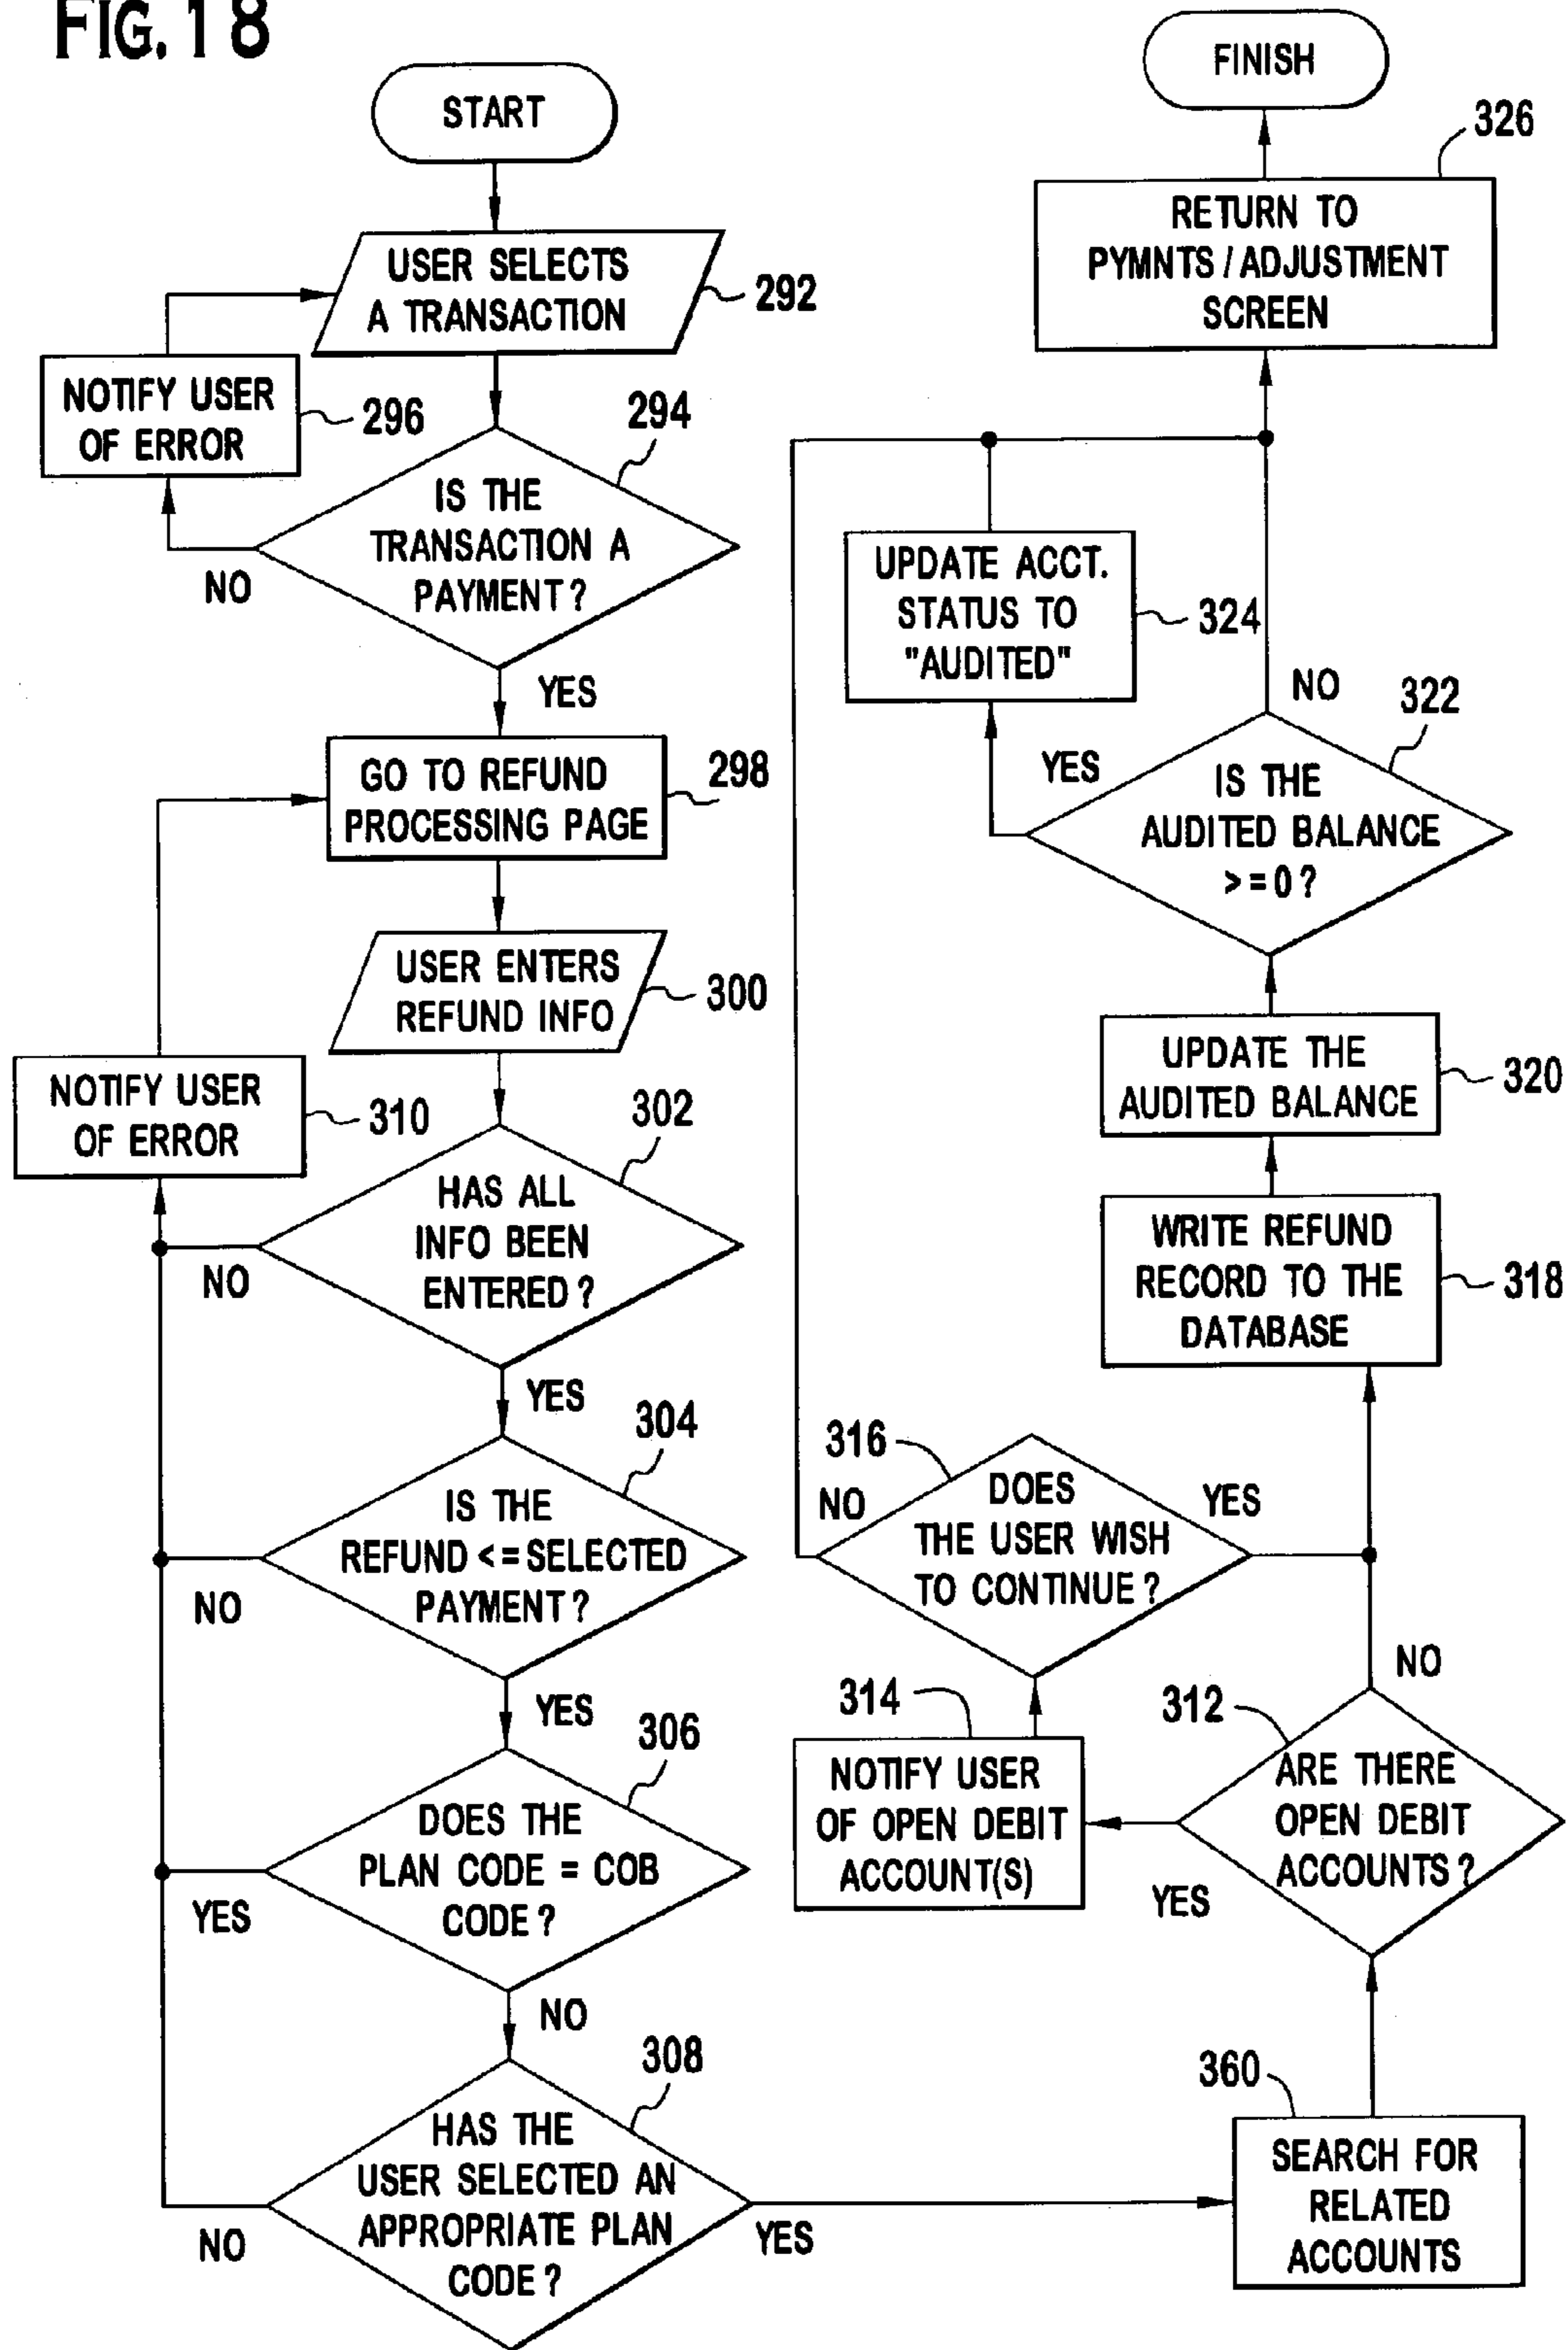 FIG. 18
START
USER SELECTS
A TRANSACTION
292
NOTIFY USER
OF ERROR
296
294
IS THE
TRANSACTION A
PAYMENT?
NO
YES
GO TO REFUND
PROCESSING PAGE
298
USER ENTERS
REFUND INFO
300
NOTIFY USER
OF ERROR
310
302
HAS ALL
INFO BEEN
ENTERED?
NO
YES
304
IS THE
REFUND <= SELECTED
PAYMENT?
NO
YES
306
DOES THE
PLAN CODE = COB
CODE?
YES
NO
308
HAS THE
USER SELECTED AN
APPROPRIATE PLAN
CODE?
NO
YES
360
SEARCH FOR
RELATED
ACCOUNTS
312
ARE THERE
OPEN DEBIT
ACCOUNTS?
YES
NO
314
NOTIFY USER
OF OPEN DEBIT
ACCOUNT(S)
316
DOES
THE USER WISH
TO CONTINUE?
NO
YES
WRITE REFUND
RECORD TO THE
DATABASE
318
UPDATE THE
AUDITED BALANCE
320
322
IS THE
AUDITED BALANCE
>=0?
YES
NO
UPDATE ACCT.
STATUS TO
"AUDITED"
324
326
RETURN TO
PYMNTS / ADJUSTMENT
SCREEN
FINISH